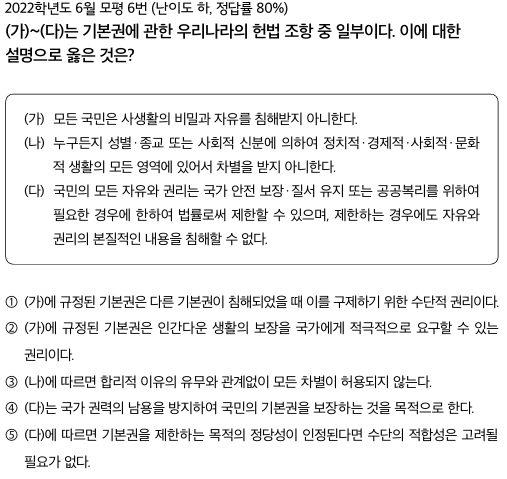 2022학년도 6월 모평 6번 (난이도 하, 정답률 80%)
(가)~(다)는 기본권에 관한 우리나라의 헌법 조항 중 일부이다. 이에 대한
설명으로 옳은 것은?
(가) 모든 국민은 사생활의 비밀과 자유를 침해받지 아니한다.
(나) 누구든지 성별·종교 또는 사회적 신분에 의하여 정치적·경제적·사회적·문화
적 생활의 모든 영역에 있어서 차별을 받지 아니한다.
(다) 국민의 모든 자유와 권리는 국가 안전 보장·질서 유지 또는 공공복리를 위하여
필요한 경우에 한하여 법률로써 제한할 수 있으며, 제한하는 경우에도 자유와
권리의 본질적인 내용을 침해할 수 없다.
① (가)에 규정된 기본권은 다른 기본권이 침해되었을 때 이를 구제하기 위한 수단적 권리이다.
② (가)에 규정된 기본권은 인간다운 생활의 보장을 국가에게 적극적으로 요구할 수 있는
권리이다.
③ (나)에 따르면 합리적 이유의 유무와 관계없이 모든 차별이 허용되지 않는다.
④ (다)는 국가 권력의 남용을 방지하여 국민의 기본권을 보장하는 것을 목적으로 한다.
⑤ (다)에 따르면 기본권을 제한하는 목적의 정당성이 인정된다면 수단의 적합성은 고려될
필요가 없다.